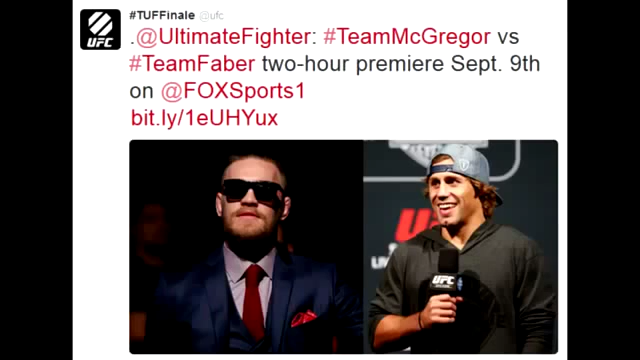 #TUFFinale @ufc
UFC
.@UltimateFighter: #TeamMcGregor vs
#TeamFaber two-hour premiere Sept. 9th
on @FOXSports1
bit.ly/1eUHYux
UFC